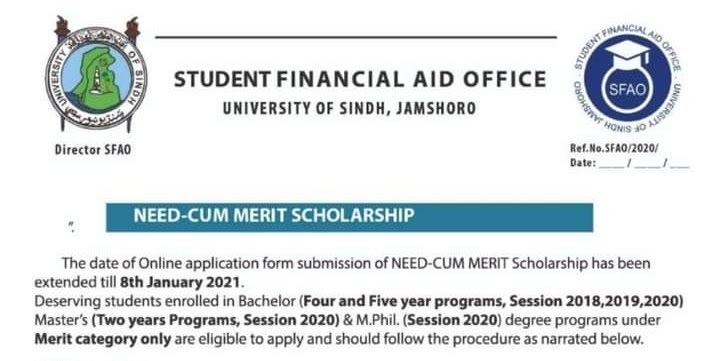 UNIVERSITY OF SINDH
STUDENT FINANCIAL AID OFFICE
UNIVERSITY OF SINDH, JAMSHORO
STUDENT FINANCIAL AID OFFICE - UNIVERSITY OF SINDH JAMSHORO
SFAO
Director SFAO
Ref.No.SFAO/2020/
Date: ____/ ____/ ___
NEED-CUM MERIT SCHOLARSHIP
The date of Online application form submission of NEED-CUM MERIT Scholarship has been
extended till 8th January 2021.
Deserving students enrolled in Bachelor (Four and Five year programs, Session 2018,2019,2020)
Master's (Two years Programs, Session 2020) & M.Phil. (Session 2020) degree programs under
Merit category only are eligible to apply and should follow the procedure as narrated below.